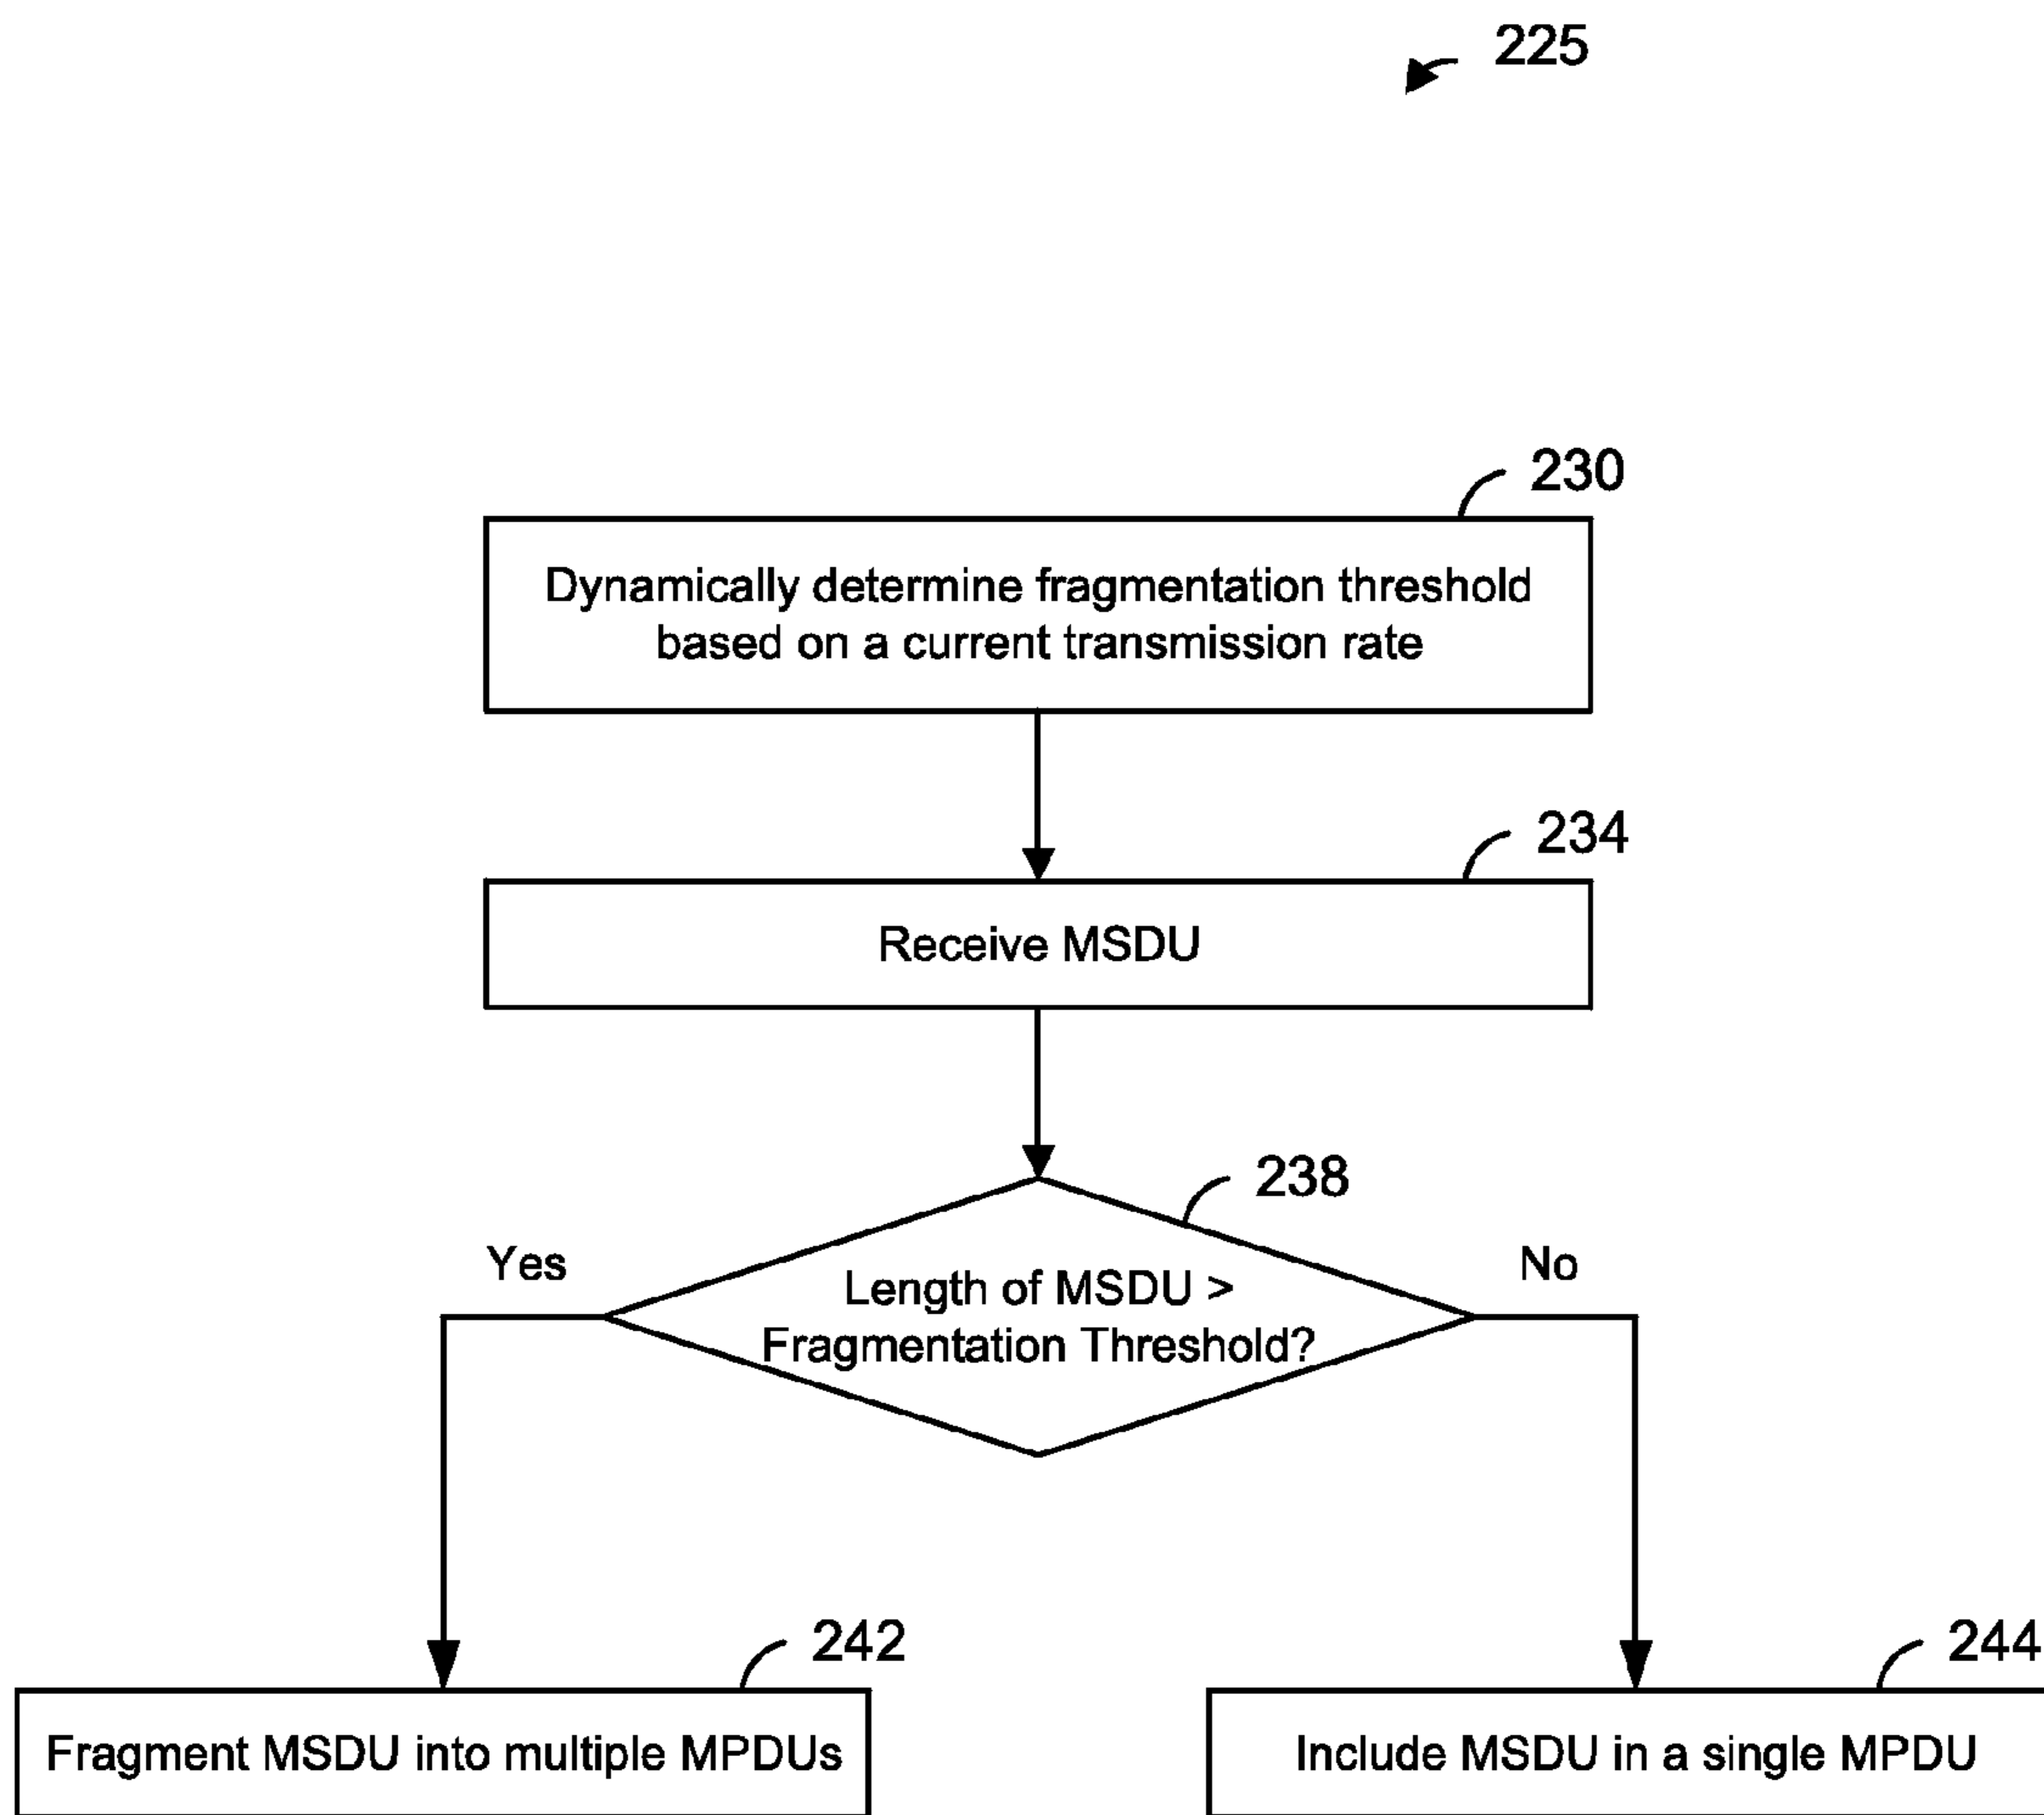 225
230
Dynamically determine fragmentation threshold
based on a current transmission rate
234
Receive MSDU
238
Yes
No
Length of MSDU >
Fragmentation Threshold?
242
244
Fragment MSDU into multiple MPDUs
Include MSDU in a single MPDU